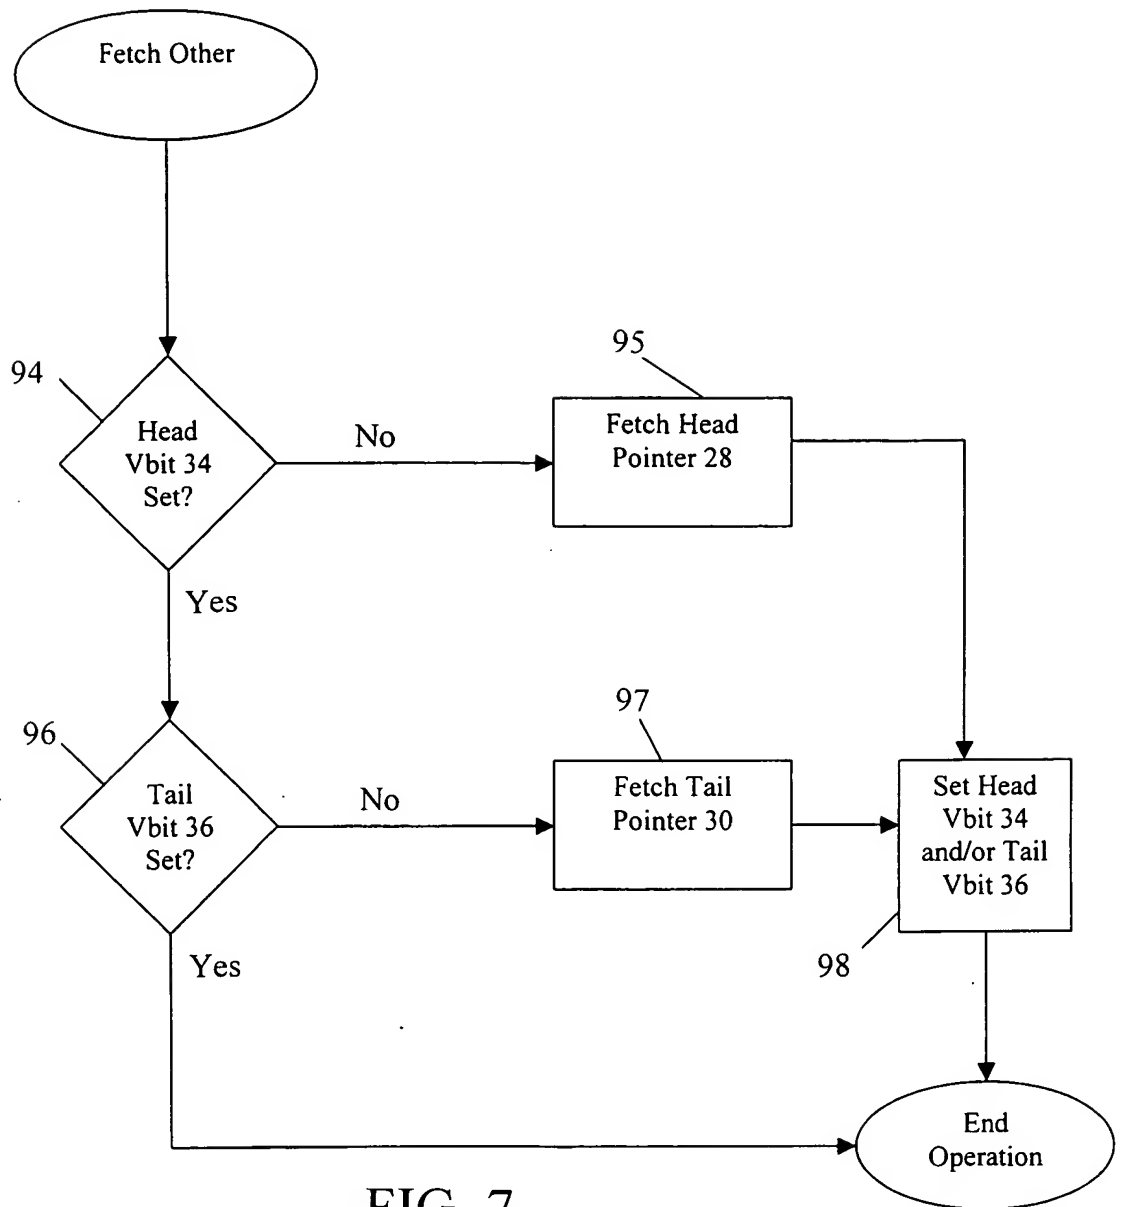 Fetch Other
95
94
Head
Vbit 34
Set?
No
Fetch Head
Pointer 28
Yes
97
96
Tail
Vbit 36
Set?
No
Fetch Tail
Pointer 30
Set Head
Vbit 34
and/or Tail
Vbit 36
Yes
98
End
Operation
FIG. 7